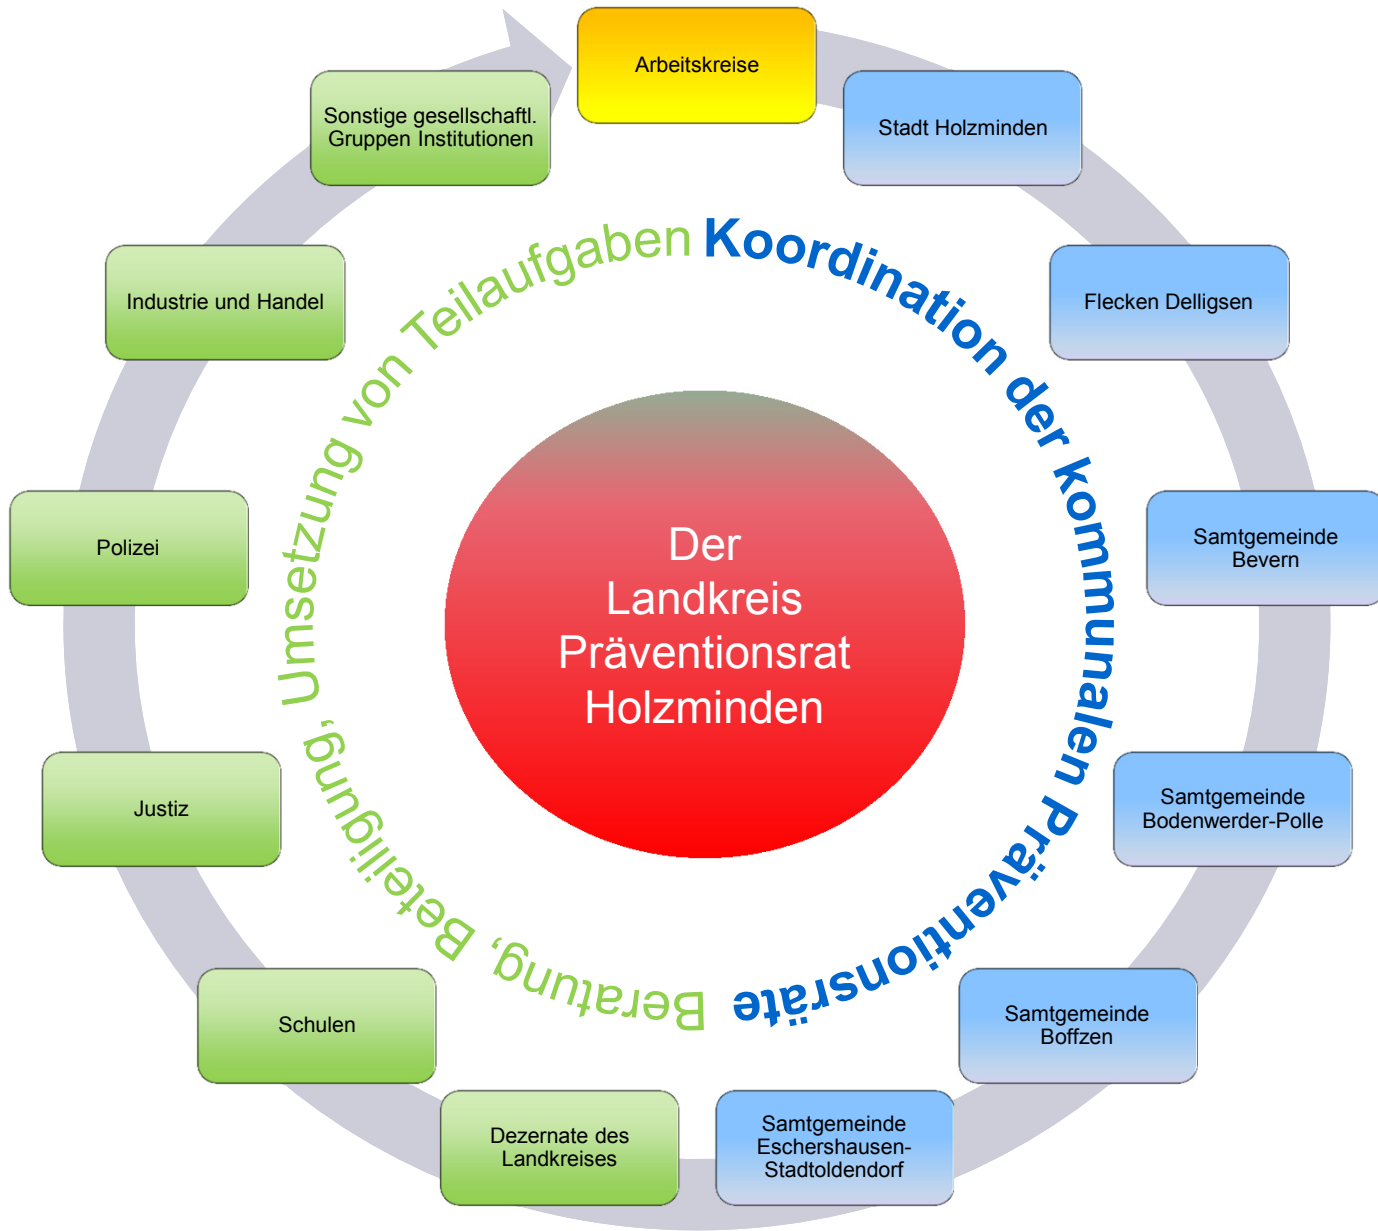 Arbeitskreise
Stadt Holzminden
Flecken Delligsen
Samtgemeinde
Bevern
Samtgemeinde
Bodenwerder-Polle
Samtgemeinde
Boffzen
Samtgemeinde
Eschershausen-
Stadtoldendorf
Dezernate des
Landkreises
Schulen
Justiz
Polizei
Industrie und Handel
Sonstige gesellschaftl.
Gruppen Institutionen
Koordination der kommunalen Präventionsräte
Beratung, Beteiligung, Umsetzung von Teilaufgaben
Der
Landkreis
Präventionsrat
Holzminden